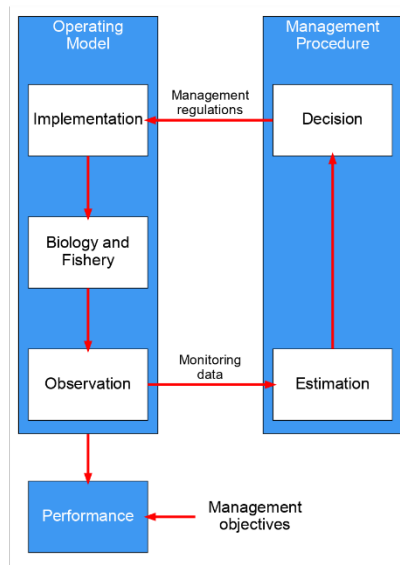 Operating
Model
Management
Procedure
Implementation
Management
regulations
Decision
Biology and
Fishery
Observation
Monitoring
data
Estimation
Performance
Management
objectives